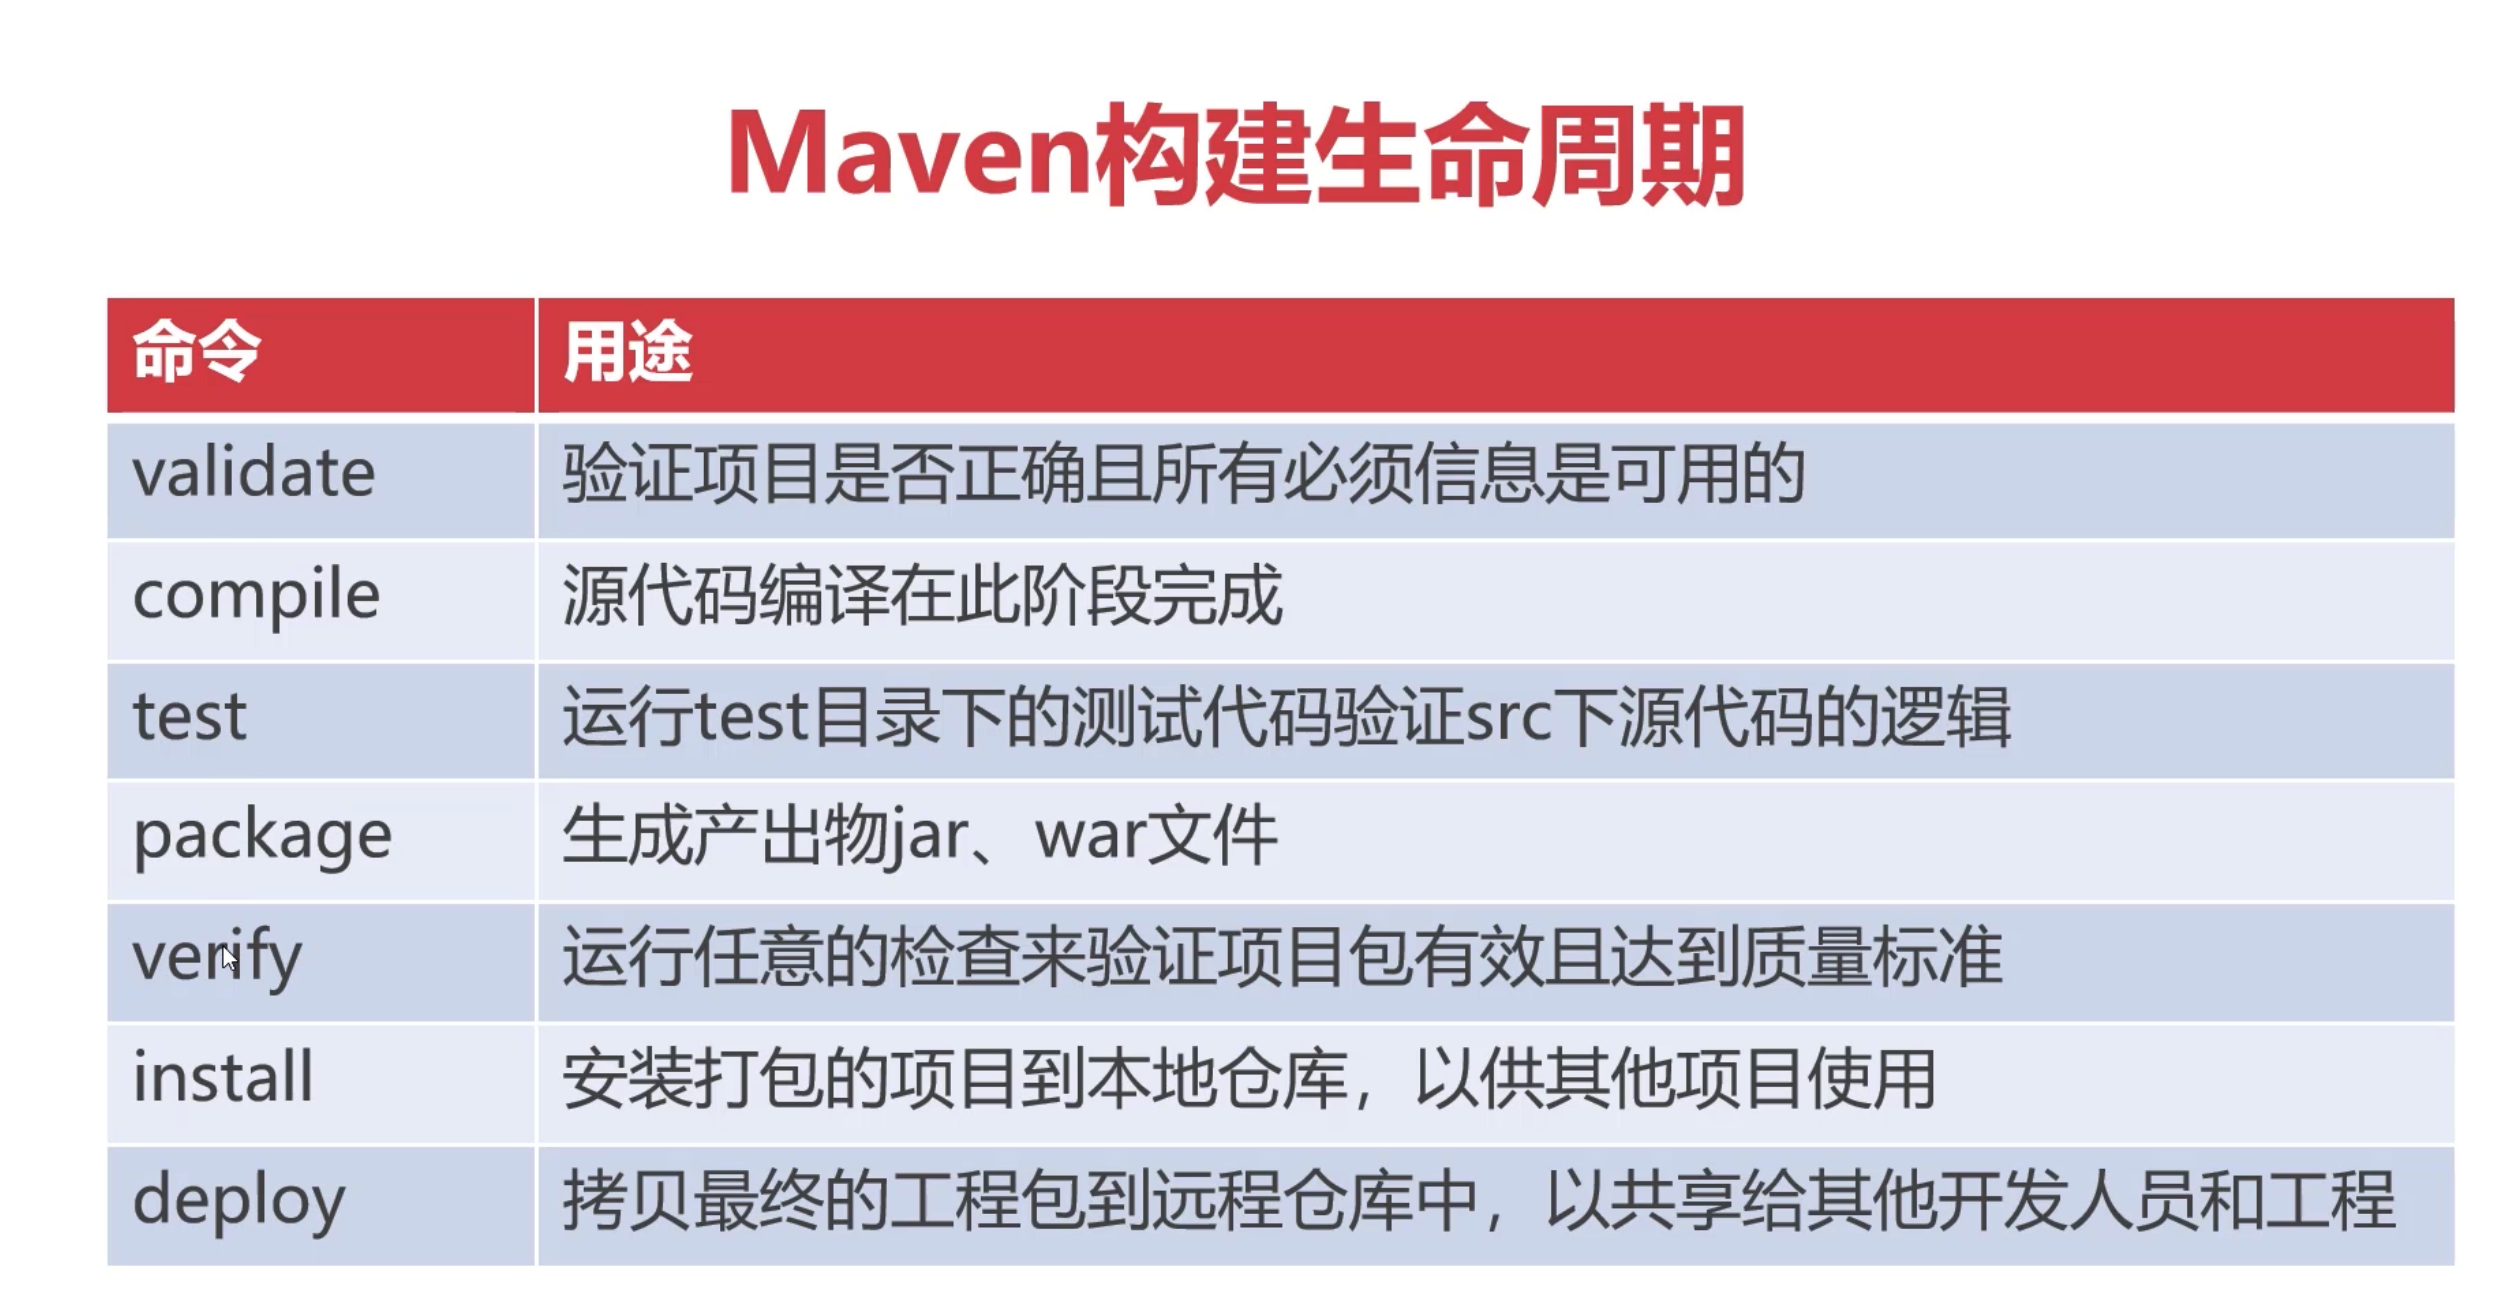 Maven构建生命周期
命令 用途
validate 验证项目是否正确且所有必须信息是可用的
compile 源代码编译在此阶段完成
test 运行test目录下的测试代码验证src下源代码的逻辑
package 生成产出物jar、 war文件
verify 运行任意的检查来验证项目包有效且达到质量标准
install 安装打包的项目到本地仓库，以供其他项目使用
deploy 拷贝最终的工程包到远程仓库中，以共享给其他开发人员和工程